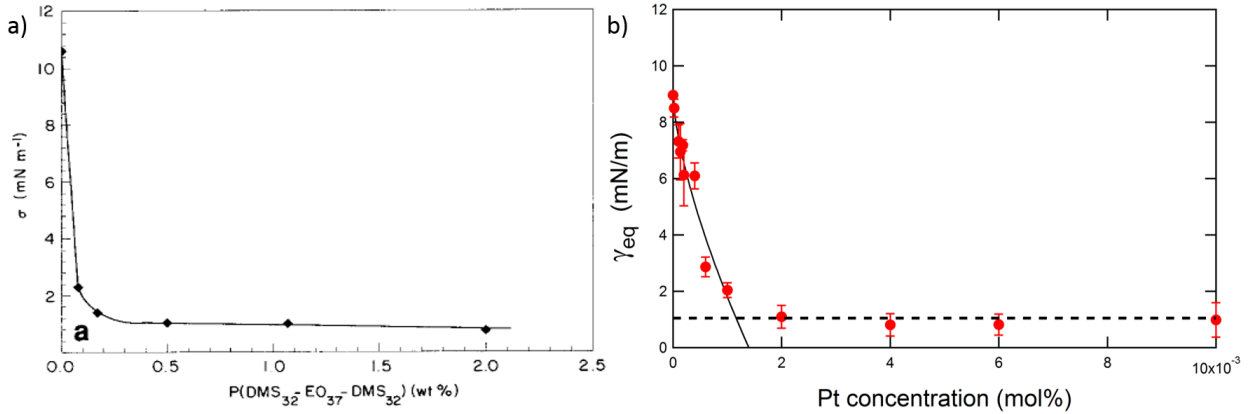 a)
12
10
8
6
4
2
σ (mN m⁻¹)
a
0.0 0.5 1.0 1.5 2.0 2.5
P(DMS₃₂-EO₃₇-DMS₃₂)(wt %)
b)
12
10
8
6
4
2
0
γeq (mN/m)
0 2 4 6 8 10x10⁻³
Pt concentration (mol%)